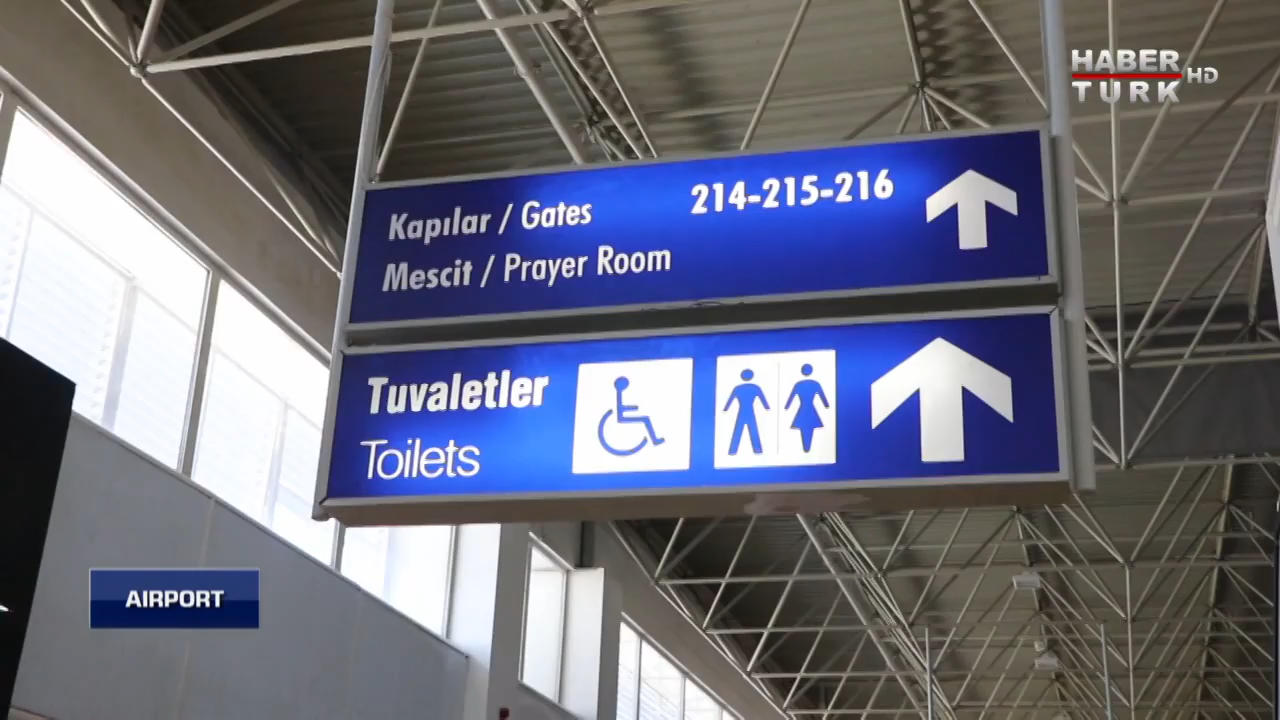 HABER
TÜRK HD
Kapılar / Gates 214-215-216
Mescit / Prayer Room
Tuvaletler
Toilets
AIRPORT